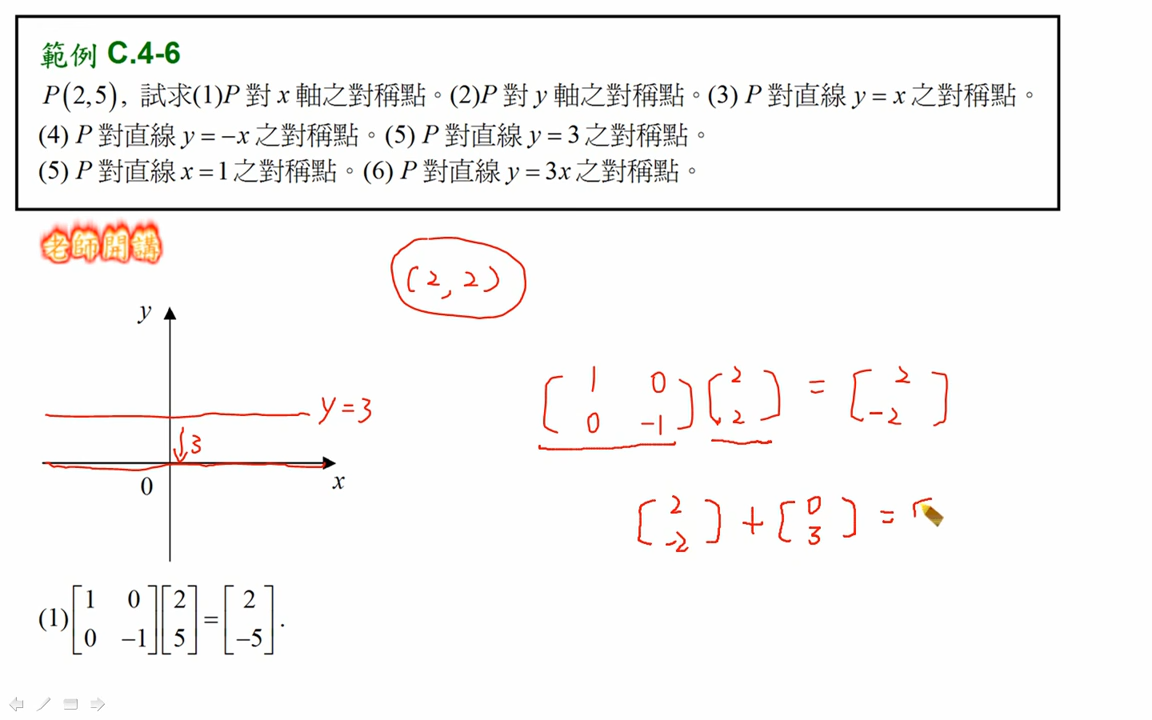 範例 C.4-6
P(2,5), 試求(1)P 對 x 軸之對稱點。(2)P 對 y 軸之對稱點。(3) P 對直線 y = x 之對稱點。
(4) P 對直線 y = −x 之對稱點。(5) P 對直線 y = 3 之對稱點。
(5) P 對直線 x = 1 之對稱點。(6) P 對直線 y = 3x 之對稱點。
老師開講
(2, 2)
y
y = 3
3
0
x
[1 0
0 -1] [2
2] = [2
-2]
[2
-2] + [0
3] = [
(1) [1 0
0 −1] [2
5] = [2
−5].